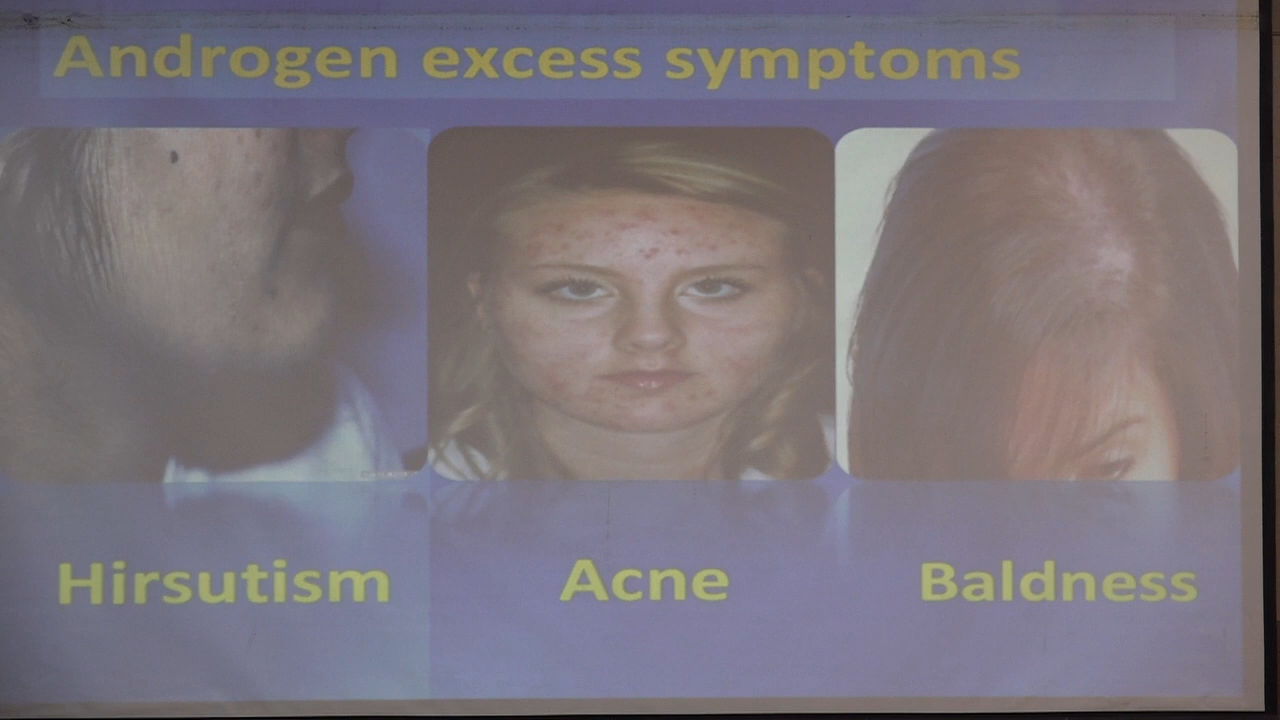 Androgen excess symptoms
Hirsutism
Acne
Baldness